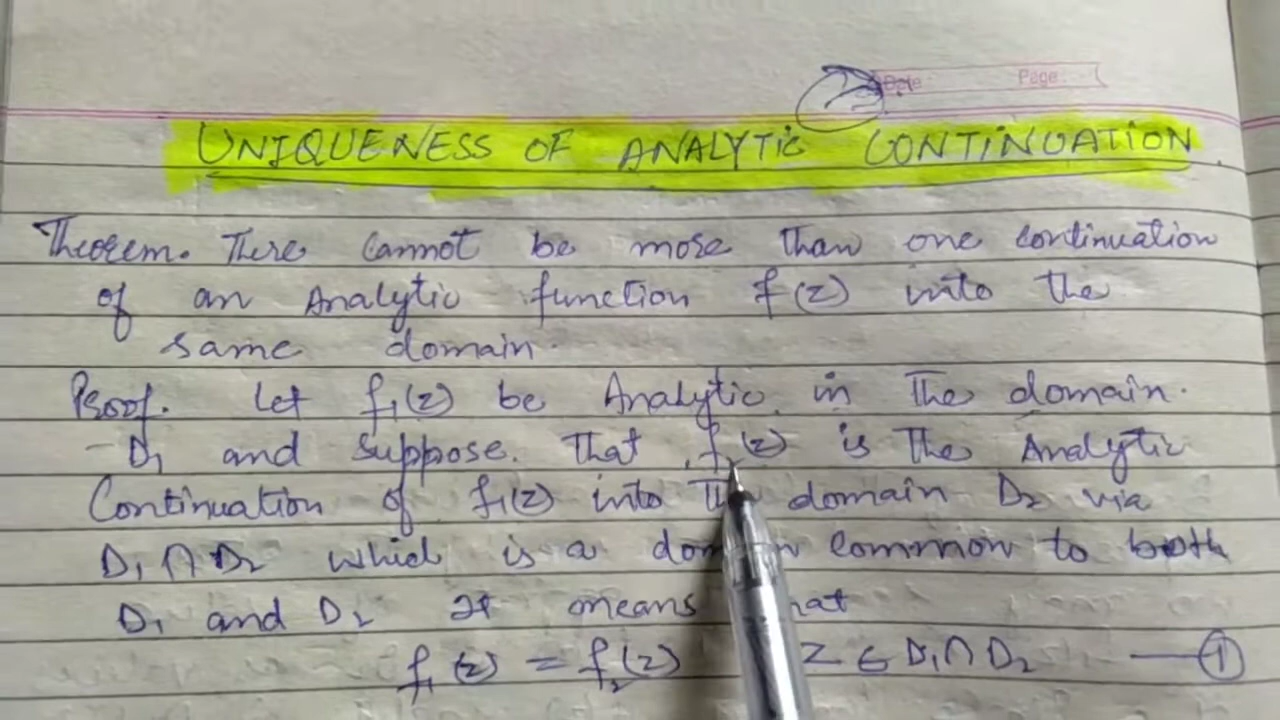 Date Page:
UNIQUENESS OF ANALYTIC CONTINUATION
Theorem. There cannot be more than one continuation
of an Analytic function f(z) into the
same domain.
Proof. Let f₁(z) be Analytic in the domain.
D₁ and suppose. that f₂(z) is the Analytic
Continuation of f₁(z) into the domain D₂ via
D₁ ∩ D₂ which is a common to both
D₁ and D₂ It means
f₁(z) = f₂(z) z ∈ D₁ ∩ D₂ — ①